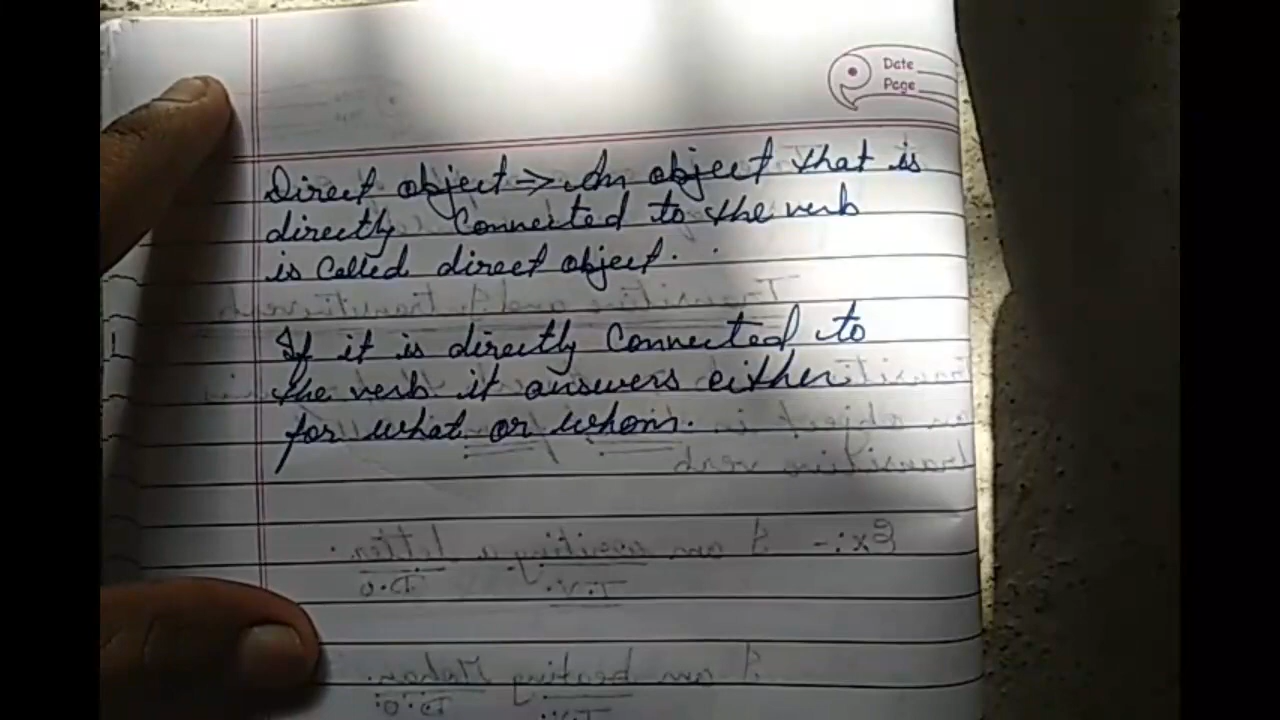 Date
Page
Direct object => An object that is
directly connected to the verb
is called direct object.
If it is directly connected to
the verb it answers either
for what or whom.